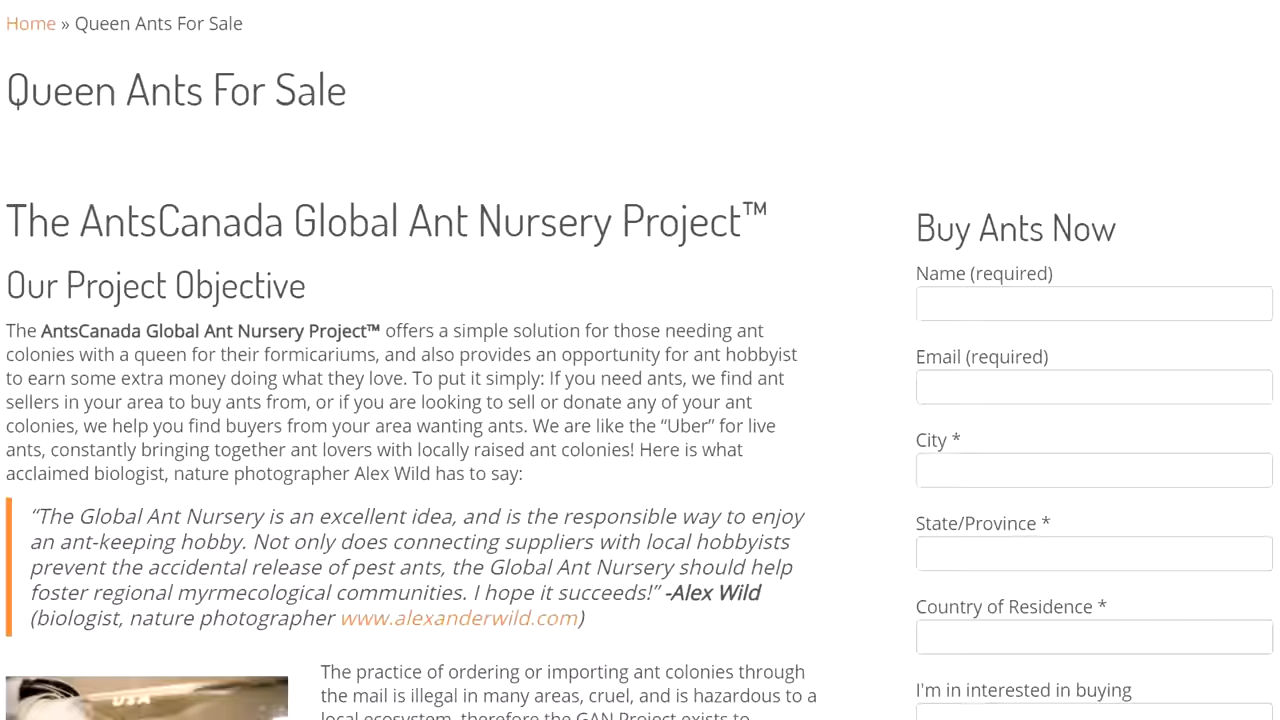 Home » Queen Ants For Sale
Queen Ants For Sale
The AntsCanada Global Ant Nursery Project™
Our Project Objective
The AntsCanada Global Ant Nursery Project™ offers a simple solution for those needing ant
colonies with a queen for their formicariums, and also provides an opportunity for ant hobbyist
to earn some extra money doing what they love. To put it simply: If you need ants, we find ant
sellers in your area to buy ants from, or if you are looking to sell or donate any of your ant
colonies, we help you find buyers from your area wanting ants. We are like the “Uber” for live
ants, constantly bringing together ant lovers with locally raised ant colonies! Here is what
acclaimed biologist, nature photographer Alex Wild has to say:
“The Global Ant Nursery is an excellent idea, and is the responsible way to enjoy
an ant-keeping hobby. Not only does connecting suppliers with local hobbyists
prevent the accidental release of pest ants, the Global Ant Nursery should help
foster regional myrmecological communities. I hope it succeeds!” -Alex Wild
(biologist, nature photographer www.alexanderwild.com)
USA
The practice of ordering or importing ant colonies through
the mail is illegal in many areas, cruel, and is hazardous to a
local ecosystem, therefore the GAN Project exists to
Buy Ants Now
Name (required)
Email (required)
City *
State/Province *
Country of Residence *
I'm in interested in buying